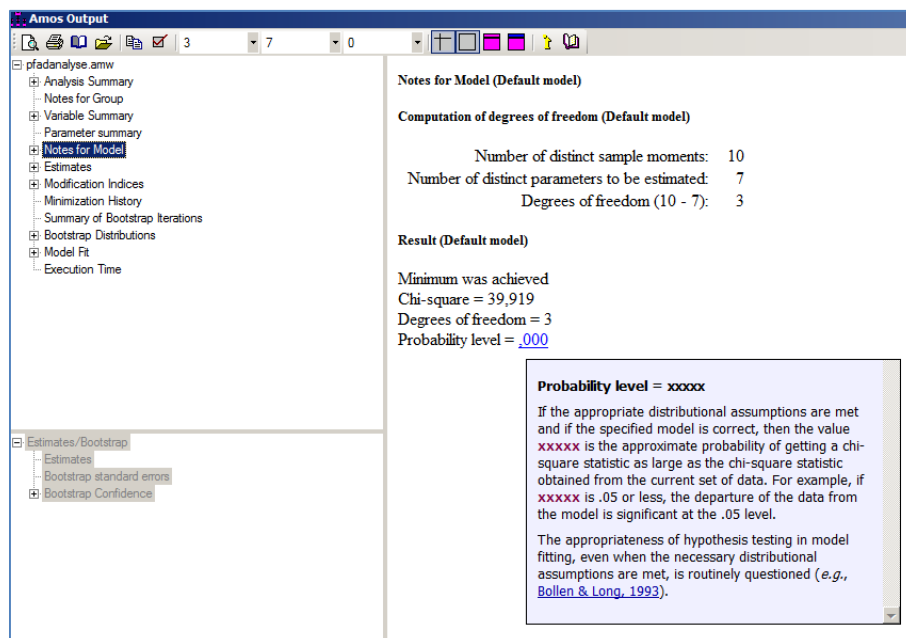 Amos Output
3 7 0
pfadanalyse.amw
Analysis Summary
Notes for Group
Variable Summary
Parameter summary
Notes for Model
Estimates
Modification Indices
Minimization History
Summary of Bootstrap Iterations
Bootstrap Distributions
Model Fit
Execution Time
Estimates/Bootstrap
Estimates
Bootstrap standard errors
Bootstrap Confidence
Notes for Model (Default model)
Computation of degrees of freedom (Default model)
Number of distinct sample moments: 10
Number of distinct parameters to be estimated: 7
Degrees of freedom (10 - 7): 3
Result (Default model)
Minimum was achieved
Chi-square = 39,919
Degrees of freedom = 3
Probability level = ,000
Probability level = xxxxx
If the appropriate distributional assumptions are met
and if the specified model is correct, then the value
xxxxx is the approximate probability of getting a chi-
square statistic as large as the chi-square statistic
obtained from the current set of data. For example, if
xxxxx is .05 or less, the departure of the data from
the model is significant at the .05 level.
The appropriateness of hypothesis testing in model
fitting, even when the necessary distributional
assumptions are met, is routinely questioned (e.g.,
Bollen & Long, 1993).